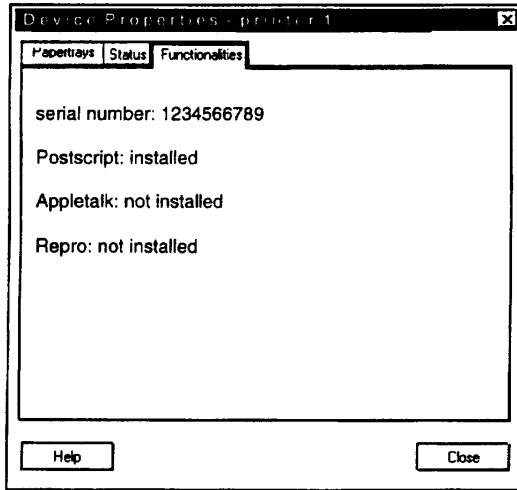 Device Properties - printer 1
Papertrays Status Functionalities
serial number: 1234566789
Postscript: installed
Appletalk: not installed
Repro: not installed
Help Close